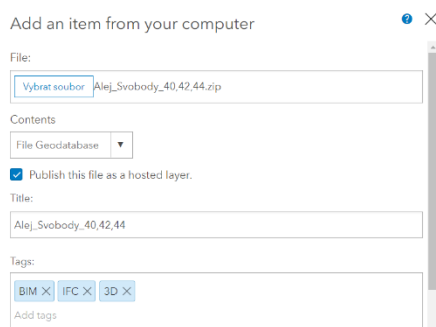 Add an item from your computer
File:
Vybrat soubor Alej_Svobody_40,42,44.zip
Contents
File Geodatabase
Publish this file as a hosted layer.
Title:
Alej_Svobody_40,42,44
Tags:
BIM IFC 3D
Add tags